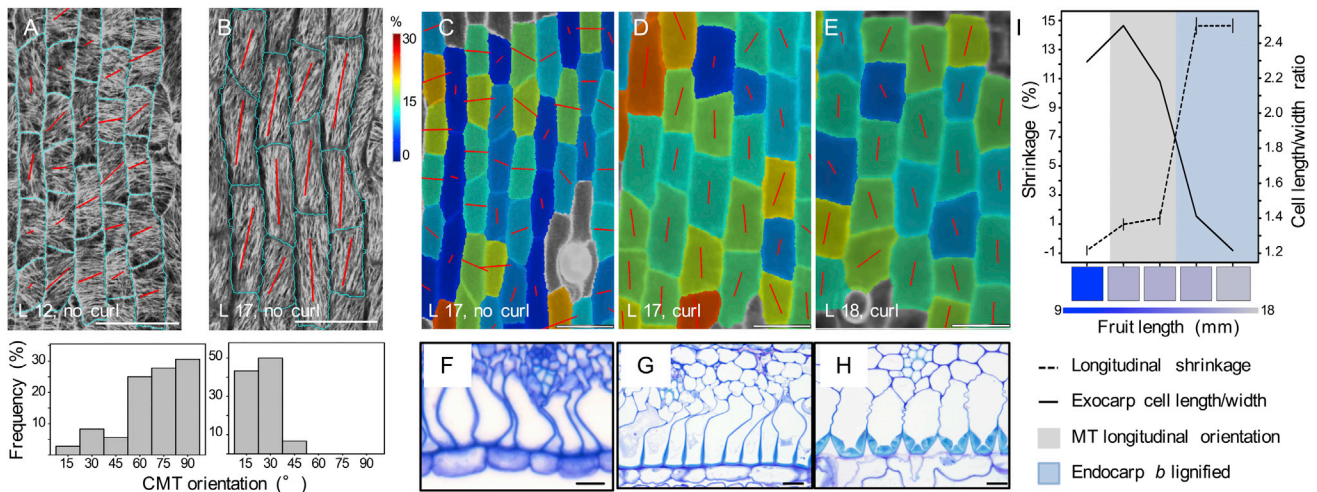 A
L 12, no curl
B
L 17, no curl
%
30
15
0
C
L 17, no curl
D
L 17, curl
E
L 18, curl
Frequency (%)
30
20
10
15 30 45 60 75 90
50
30
10
15 30 45 60 75 90
CMT orientation (°)
F
G
H
I
Shrinkage (%)
15
13
11
9
7
5
3
1
-1
2.4
2.2
2.0
1.8
1.6
1.4
1.2
Cell length/width ratio
9 18
Fruit length (mm)
Longitudinal shrinkage
Exocarp cell length/width
MT longitudinal orientation
Endocarp b lignified